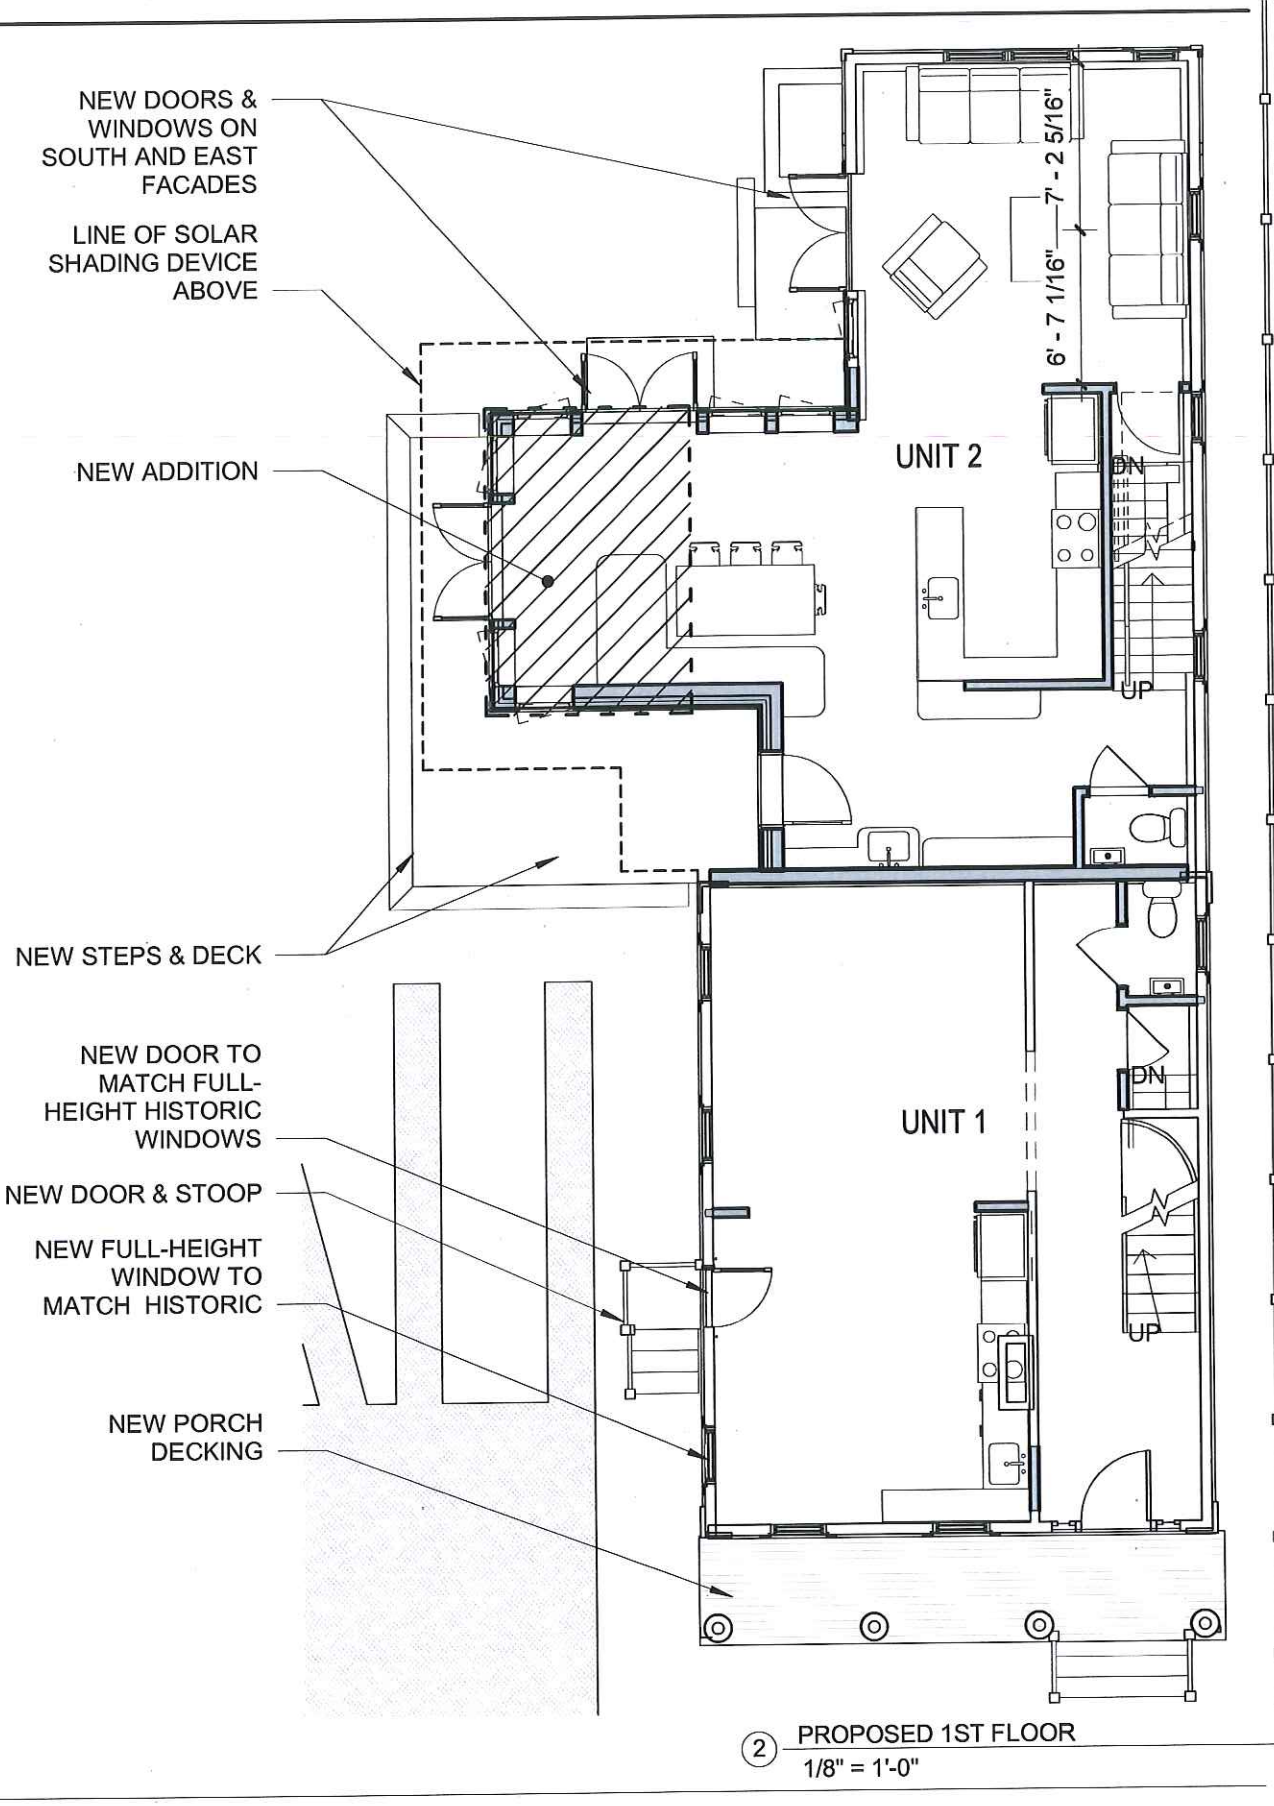 NEW DOORS &
WINDOWS ON
SOUTH AND EAST
FACADES
LINE OF SOLAR
SHADING DEVICE
ABOVE
NEW ADDITION
NEW STEPS & DECK
NEW DOOR TO
MATCH FULL-
HEIGHT HISTORIC
WINDOWS
NEW DOOR & STOOP
NEW FULL-HEIGHT
WINDOW TO
MATCH HISTORIC
NEW PORCH
DECKING
7' - 2 5/16"
6' - 7 1/16"
UNIT 2
DN
UP
UNIT 1
DN
UP
2 PROPOSED 1ST FLOOR
1/8" = 1'-0"